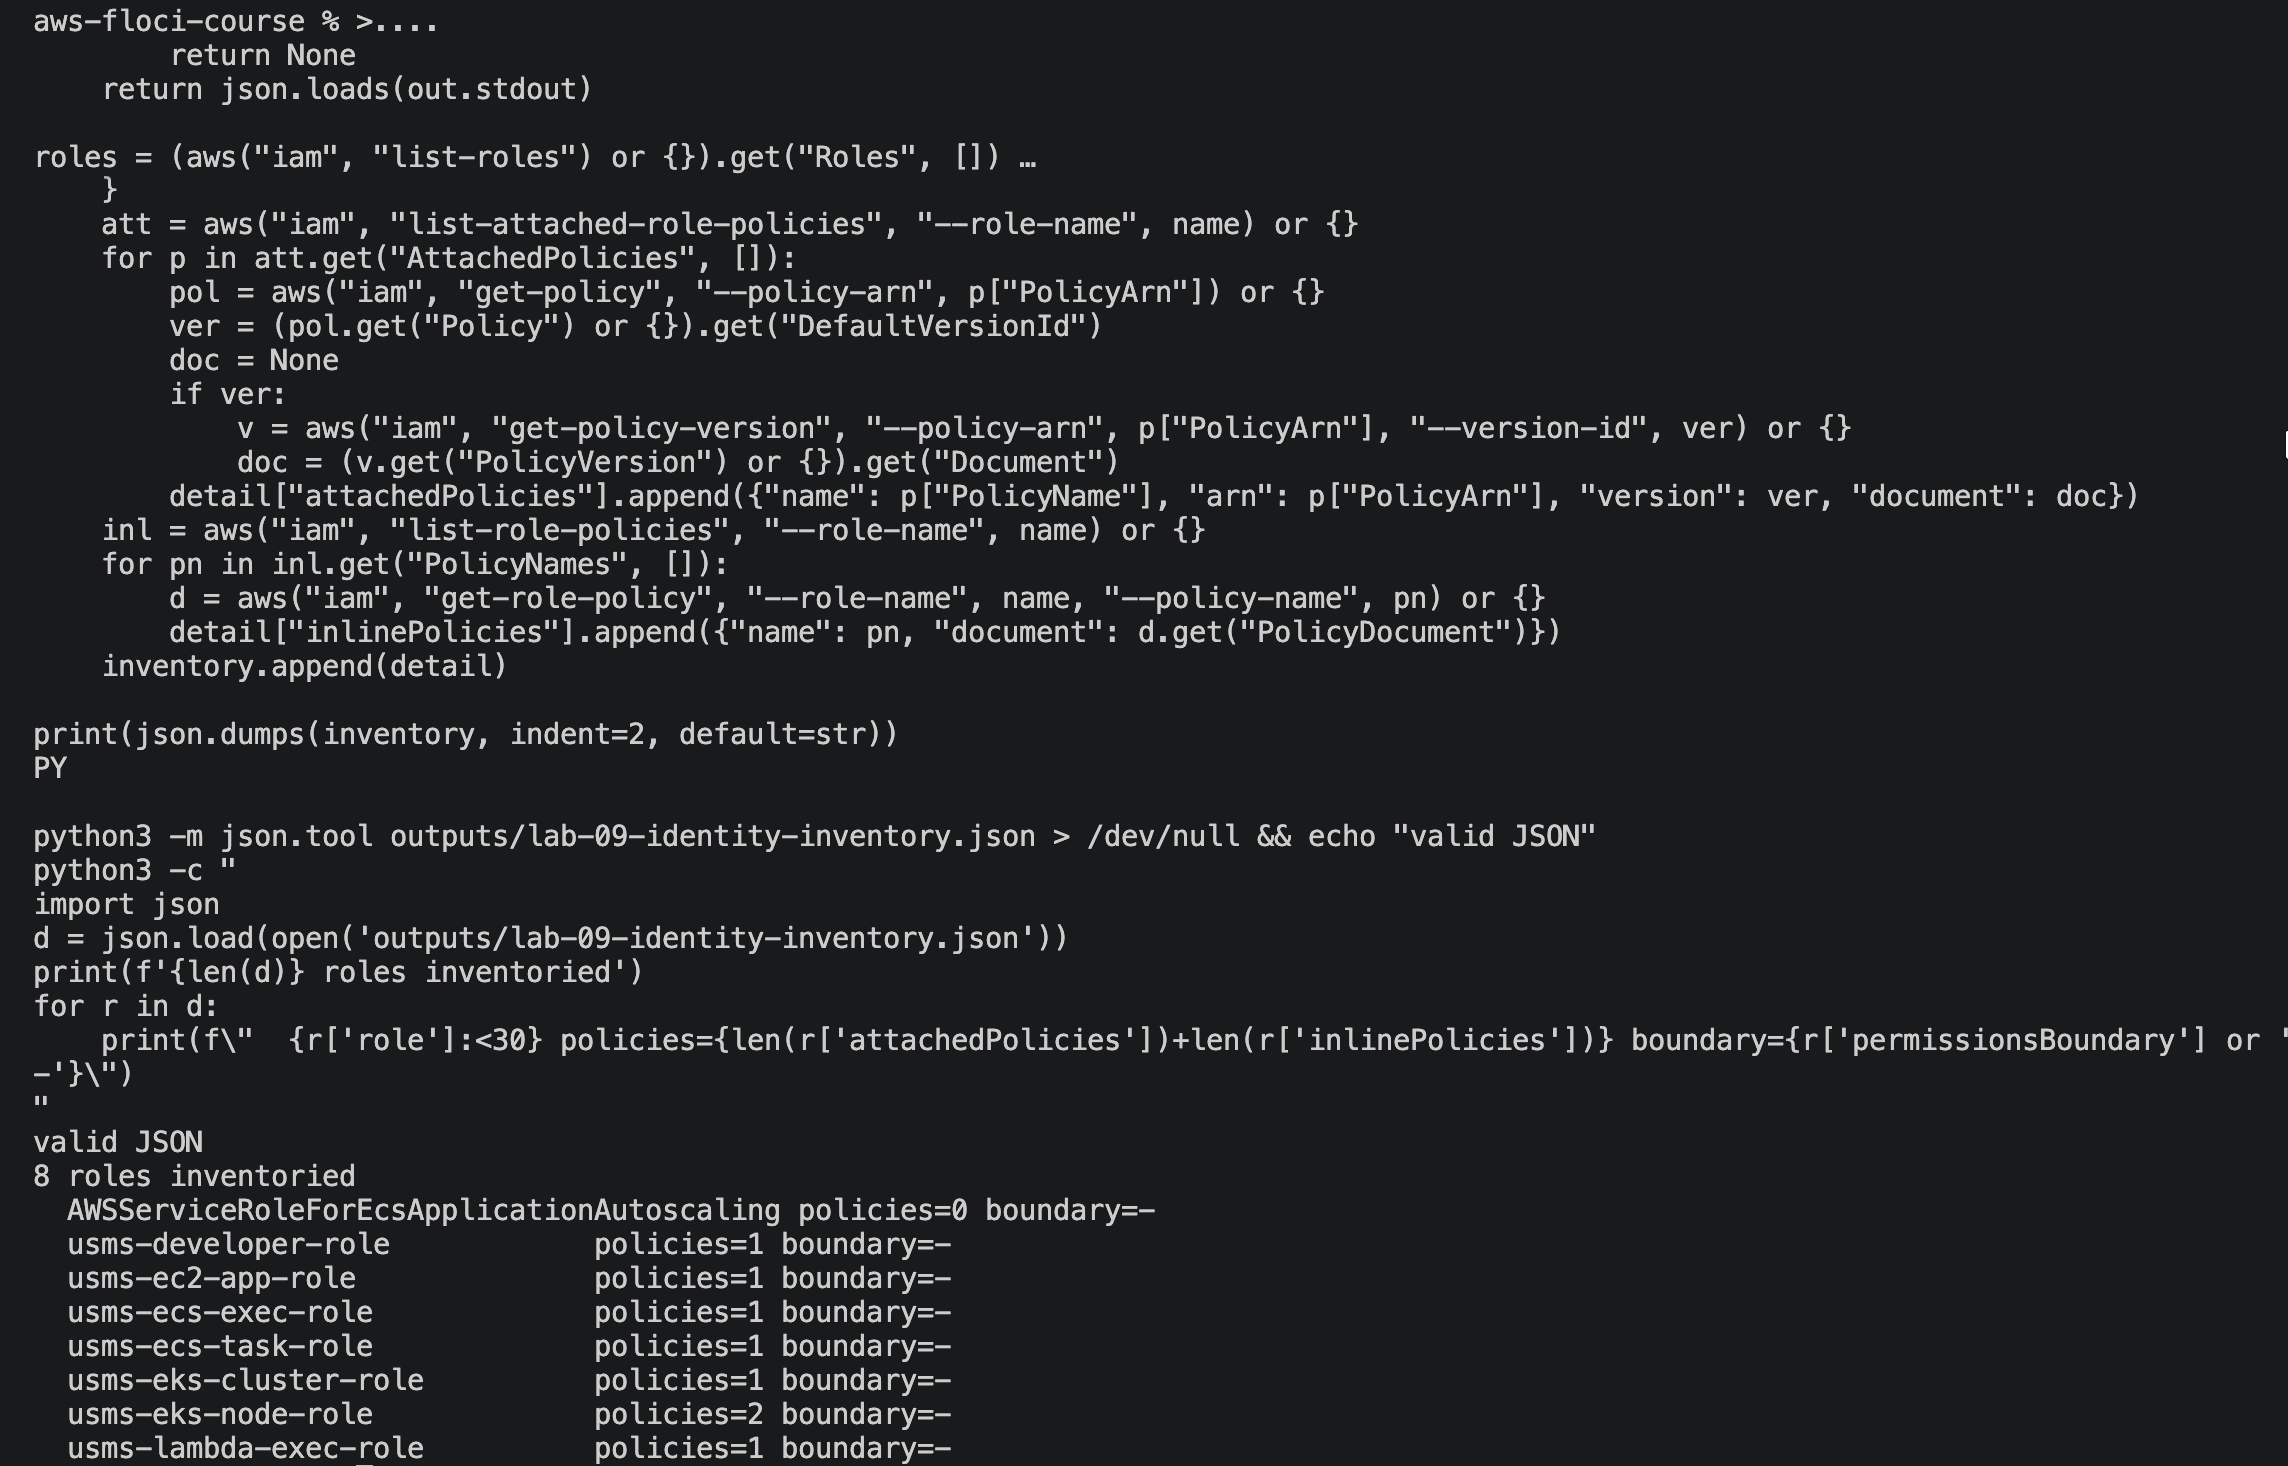 aws-floci-course % >....
        return None
    return json.loads(out.stdout)

roles = (aws("iam", "list-roles") or {}).get("Roles", []) …
    }
    att = aws("iam", "list-attached-role-policies", "--role-name", name) or {}
    for p in att.get("AttachedPolicies", []):
        pol = aws("iam", "get-policy", "--policy-arn", p["PolicyArn"]) or {}
        ver = (pol.get("Policy") or {}).get("DefaultVersionId")
        doc = None
        if ver:
            v = aws("iam", "get-policy-version", "--policy-arn", p["PolicyArn"], "--version-id", ver) or {}
            doc = (v.get("PolicyVersion") or {}).get("Document")
        detail["attachedPolicies"].append({"name": p["PolicyName"], "arn": p["PolicyArn"], "version": ver, "document": doc})
    inl = aws("iam", "list-role-policies", "--role-name", name) or {}
    for pn in inl.get("PolicyNames", []):
        d = aws("iam", "get-role-policy", "--role-name", name, "--policy-name", pn) or {}
        detail["inlinePolicies"].append({"name": pn, "document": d.get("PolicyDocument")})
    inventory.append(detail)

print(json.dumps(inventory, indent=2, default=str))
PY

python3 -m json.tool outputs/lab-09-identity-inventory.json > /dev/null && echo "valid JSON"
python3 -c "
import json
d = json.load(open('outputs/lab-09-identity-inventory.json'))
print(f'{len(d)} roles inventoried')
for r in d:
    print(f\"  {r['role']:<30} policies={len(r['attachedPolicies'])+len(r['inlinePolicies'])} boundary={r['permissionsBoundary'] or '
-'}\")
"
valid JSON
8 roles inventoried
  AWSServiceRoleForEcsApplicationAutoscaling policies=0 boundary=-
  usms-developer-role            policies=1 boundary=-
  usms-ec2-app-role              policies=1 boundary=-
  usms-ecs-exec-role             policies=1 boundary=-
  usms-ecs-task-role             policies=1 boundary=-
  usms-eks-cluster-role          policies=1 boundary=-
  usms-eks-node-role             policies=2 boundary=-
  usms-lambda-exec-role          policies=1 boundary=-